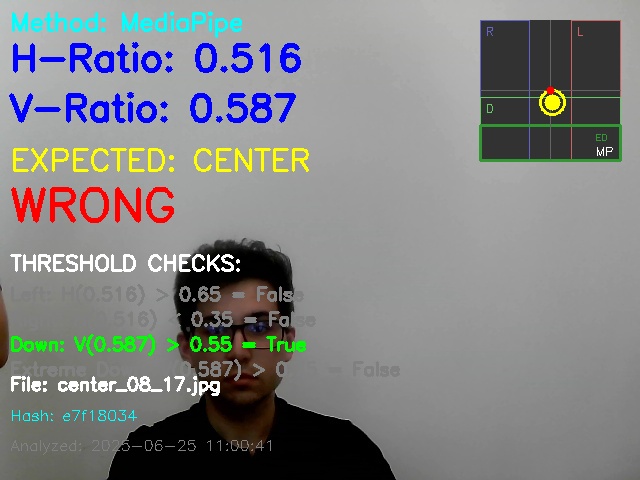 Method: MediaPipe
H-Ratio: 0.516
V-Ratio: 0.587
EXPECTED: CENTER
WRONG
R
L
D
ED
MP
THRESHOLD CHECKS:
Left: H(0.516) > 0.65 = False
0.516) < 0.35 = False
Down: V(0.587) > 0.55 = True
Extreme 0.587) > = False
File: center_08_17.jpg
Hash: e7f18034
Analyzed: 2025-06-25 11:00:41